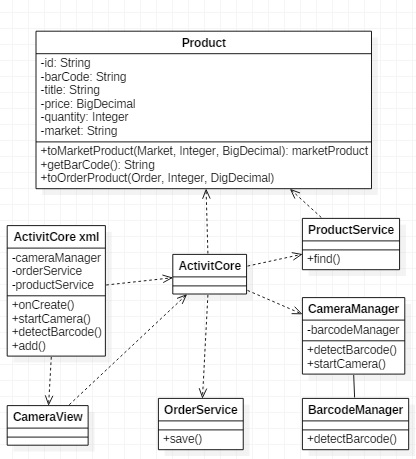 Product
-id: String
-barCode: String
-title: String
-price: BigDecimal
-quantity: Integer
-market: String
+toMarketProduct(Market, Integer, BigDecimal): marketProduct
+getBarCode(): String
+toOrderProduct(Order, Integer, DigDecimal)
ActivitCore xml
-cameraManager
-orderService
-productService
+onCreate()
+startCamera()
+detectBarcode()
+add()
ActivitCore
ProductService
+find()
CameraManager
-barcodeManager
+detectBarcode()
+startCamera()
CameraView
OrderService
+save()
BarcodeManager
+detectBarcode()